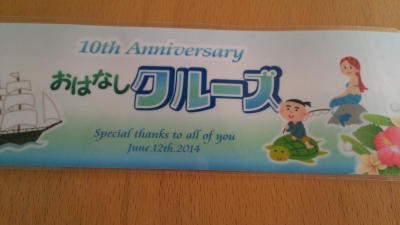 10th Anniversary
おはなしクルーズ
Special thanks to all of you
June.12th.2014